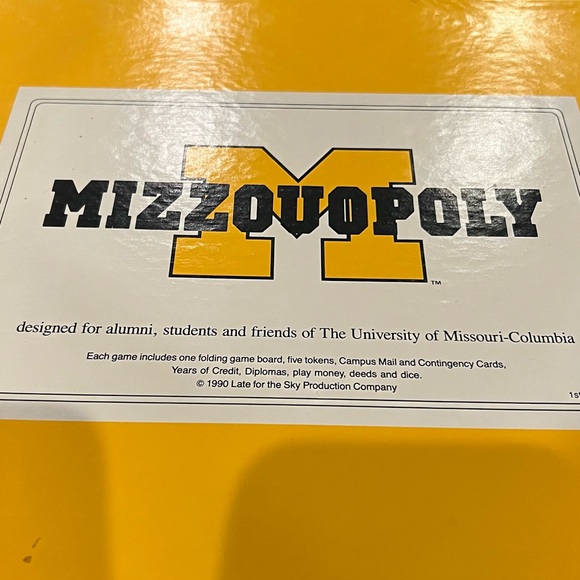 M
MIZZOUOPOLY
™
designed for alumni, students and friends of The University of Missouri-Columbia
Each game includes one folding game board, five tokens, Campus Mail and Contingency Cards,
Years of Credit, Diplomas, play money, deeds and dice.
© 1990 Late for the Sky Production Company